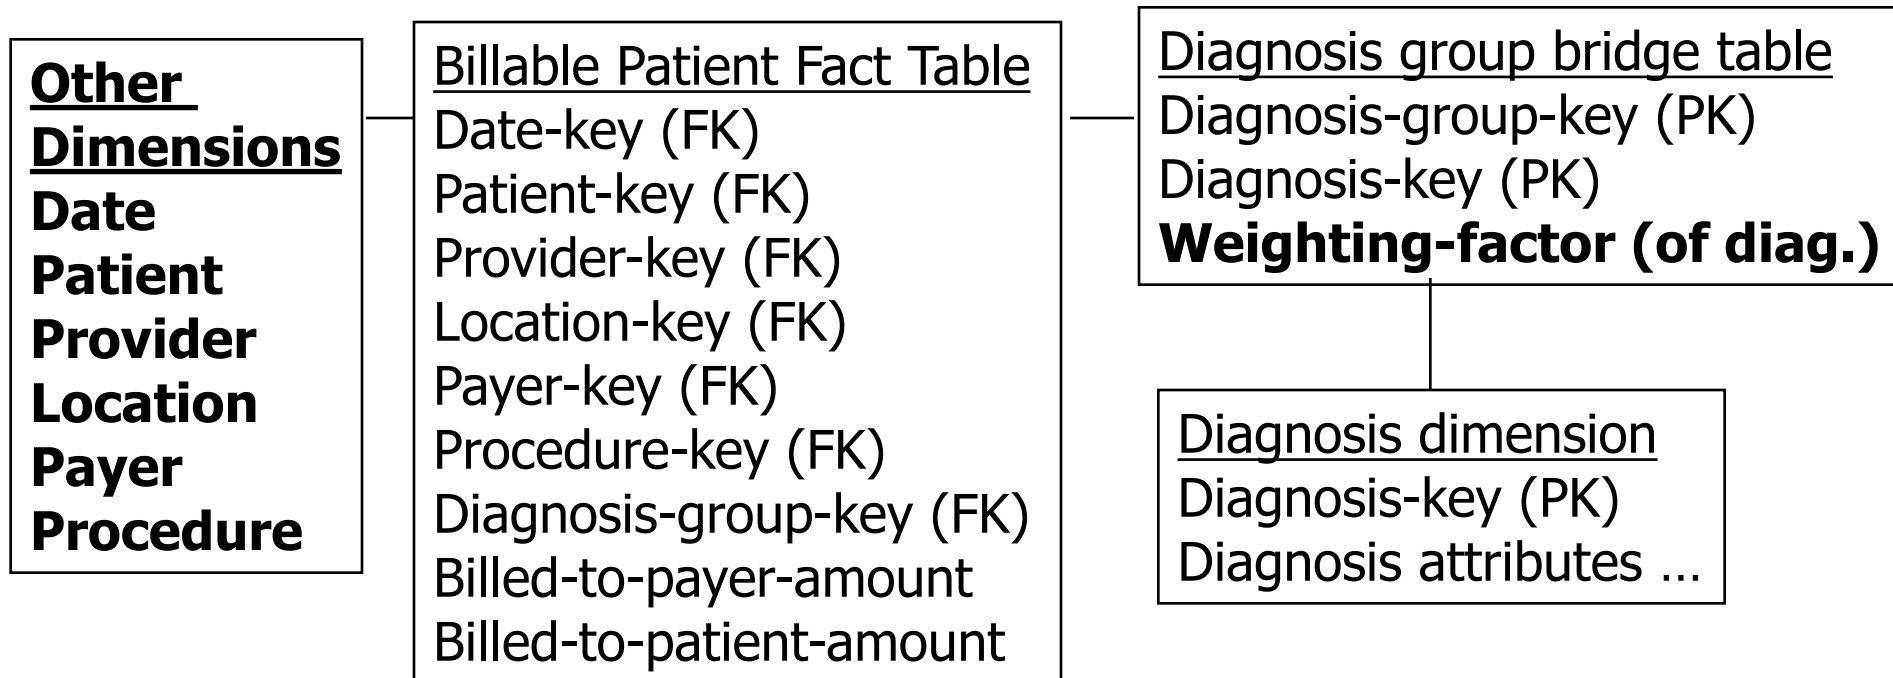 Other
Dimensions
Date
Patient
Provider
Location
Payer
Procedure
Billable Patient Fact Table
Date-key (FK)
Patient-key (FK)
Provider-key (FK)
Location-key (FK)
Payer-key (FK)
Procedure-key (FK)
Diagnosis-group-key (FK)
Billed-to-payer-amount
Billed-to-patient-amount
Diagnosis group bridge table
Diagnosis-group-key (PK)
Diagnosis-key (PK)
Weighting-factor (of diag.)
Diagnosis dimension
Diagnosis-key (PK)
Diagnosis attributes ...